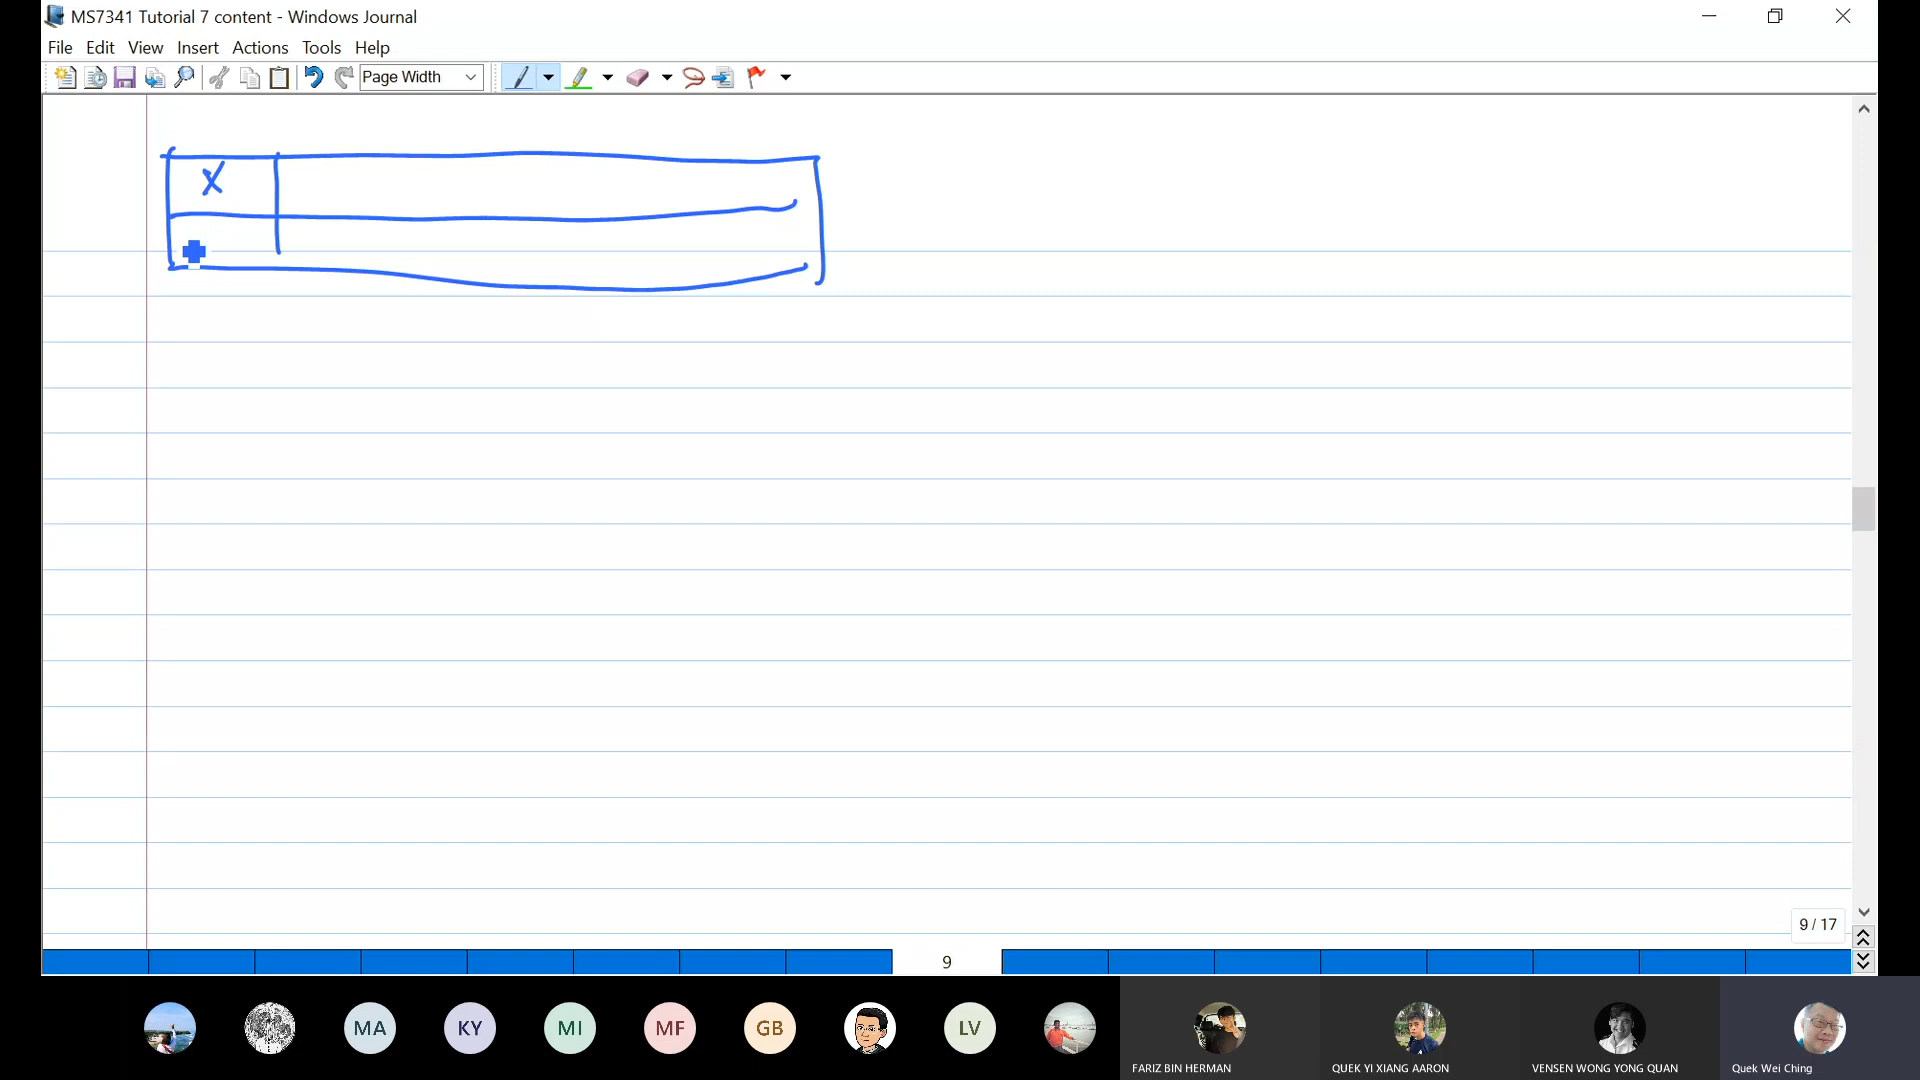 MS7341 Tutorial 7 content - Windows Journal
File Edit View Insert Actions Tools Help
Page Width
X
9 / 17
9
MA KY MI MF GB LV
FARIZ BIN HERMAN QUEK YI XIANG AARON VENSEN WONG YONG QUAN Quek Wei Ching